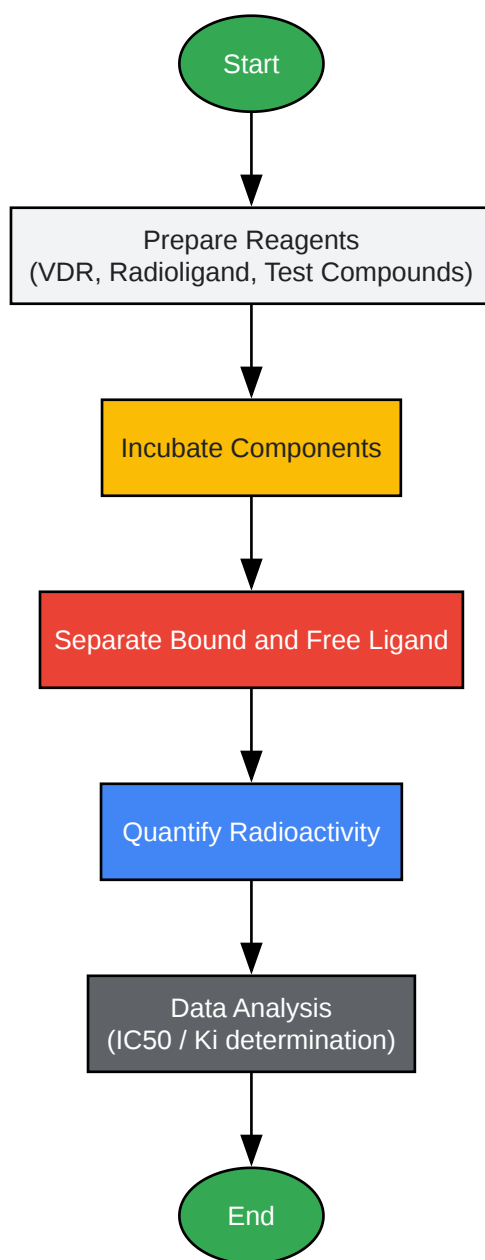 Start
Prepare Reagents
(VDR, Radioligand, Test Compounds)
Incubate Components
Separate Bound and Free Ligand
Quantify Radioactivity
Data Analysis
(IC50 / Ki determination)
End